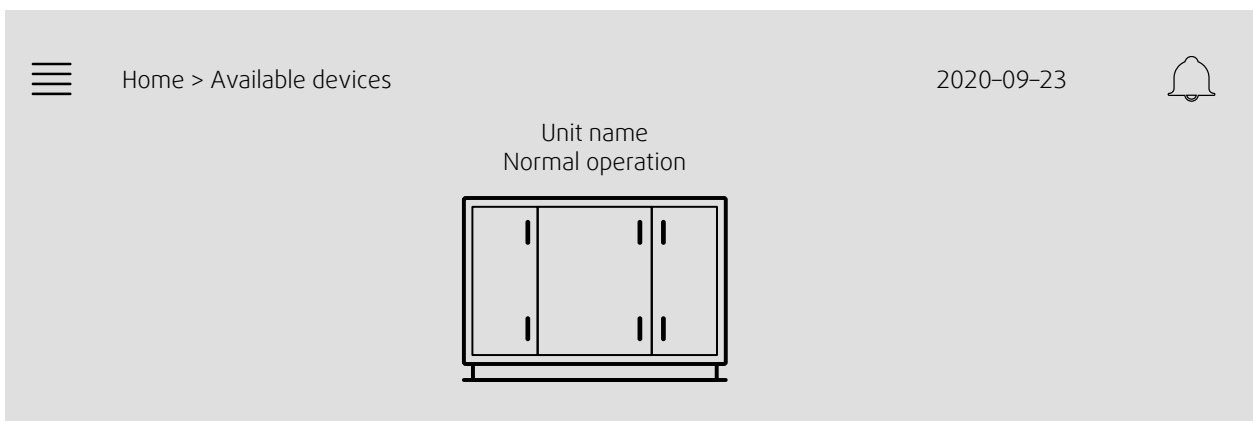 Home > Available devices
2020–09–23
Unit name
Normal operation